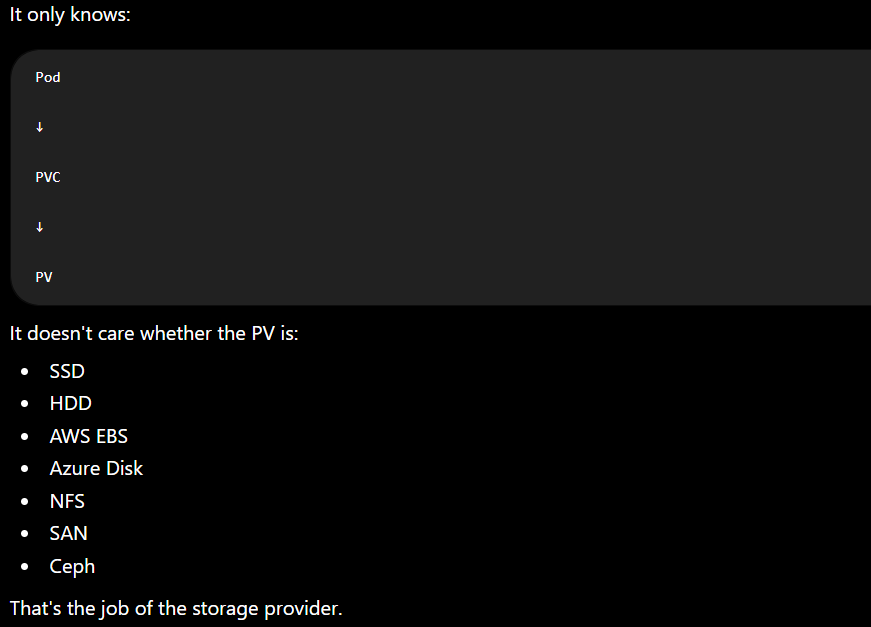 It only knows:
Pod
↓
PVC
↓
PV
It doesn't care whether the PV is:
• SSD
• HDD
• AWS EBS
• Azure Disk
• NFS
• SAN
• Ceph
That's the job of the storage provider.